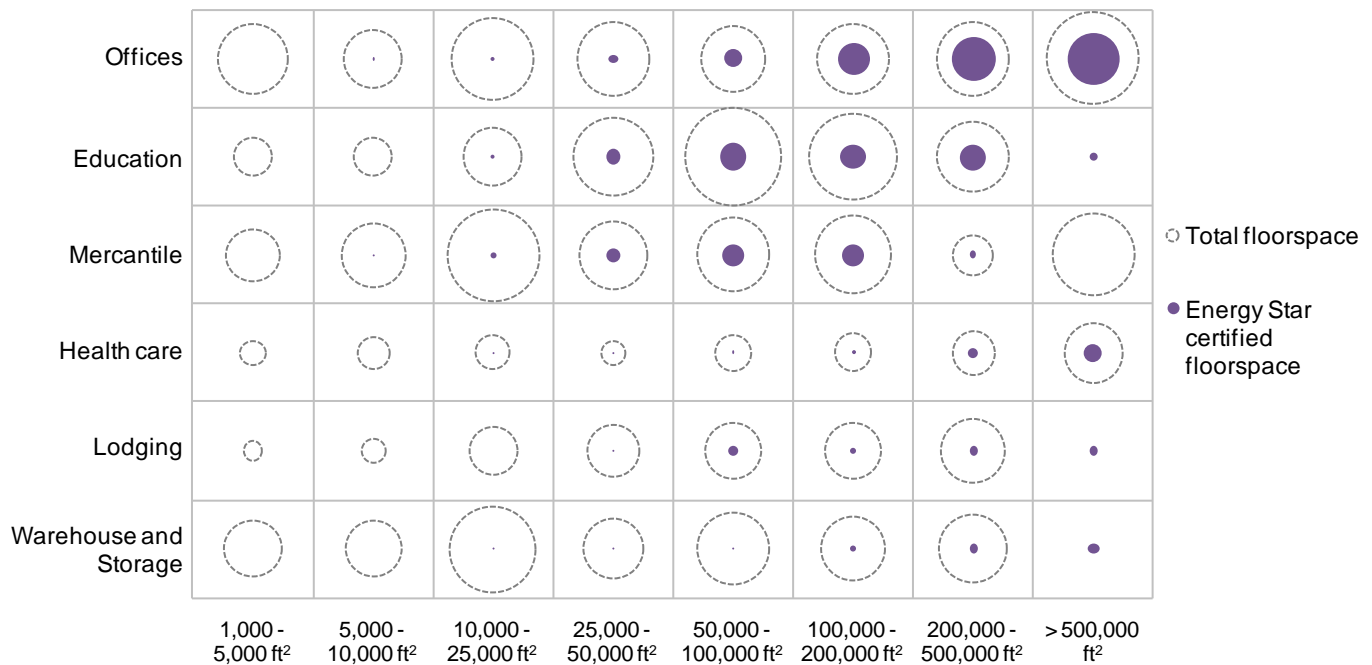 Offices
Education
Mercantile
Health care
Lodging
Warehouse and
Storage
Total floorspace
Energy Star
certified
floorspace
1,000 -
5,000 ft²
5,000 -
10,000 ft²
10,000 -
25,000 ft²
25,000 -
50,000 ft²
50,000 -
100,000 ft²
100,000 -
200,000 ft²
200,000 -
500,000 ft²
> 500,000
ft²